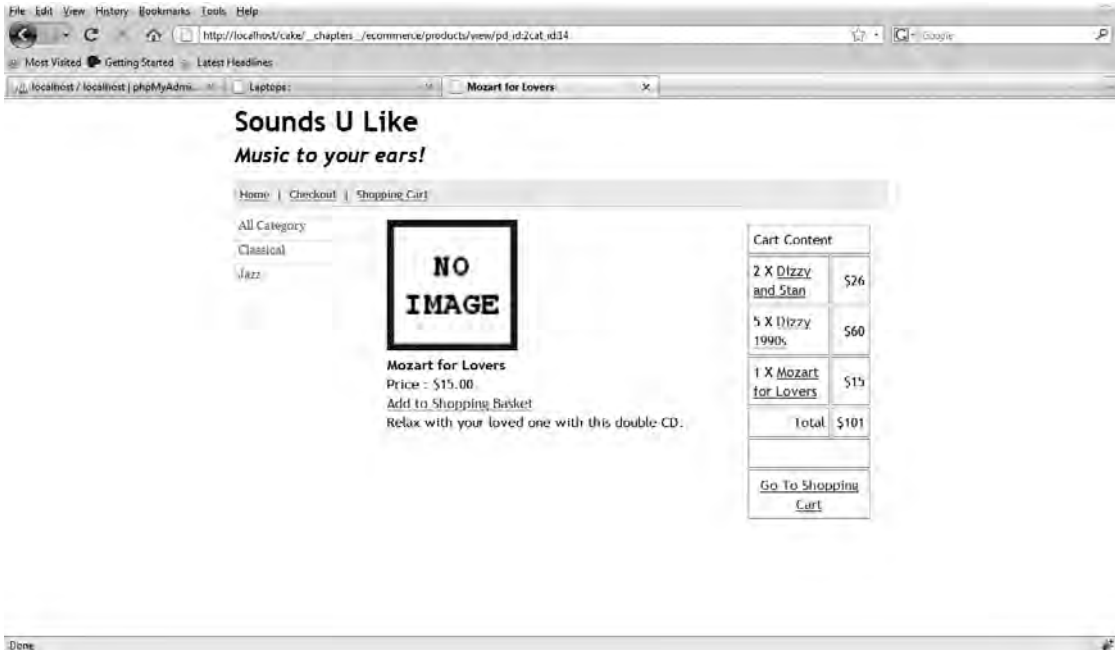 File Edit View History Bookmarks Tools Help
http://localhost/cake/_chapters_/ecommerce/products/view/pd_id:2cat_id:14
Google
Most Visited Getting Started Latest Headlines
localhost / localhost | phpMyAdmi...
Laptops:
Mozart for Lovers
Sounds U Like
Music to your ears!
Home | Checkout | Shopping Cart
All Category
Classical
Jazz
NO
IMAGE
Mozart for Lovers
Price : $15.00
Add to Shopping Basket
Relax with your loved one with this double CD.
Cart Content
2 X Dizzy
and Stan
$26
5 X Dizzy
1990s
$60
1 X Mozart
for Lovers
$15
Total $101
Go To Shopping
Cart
Done